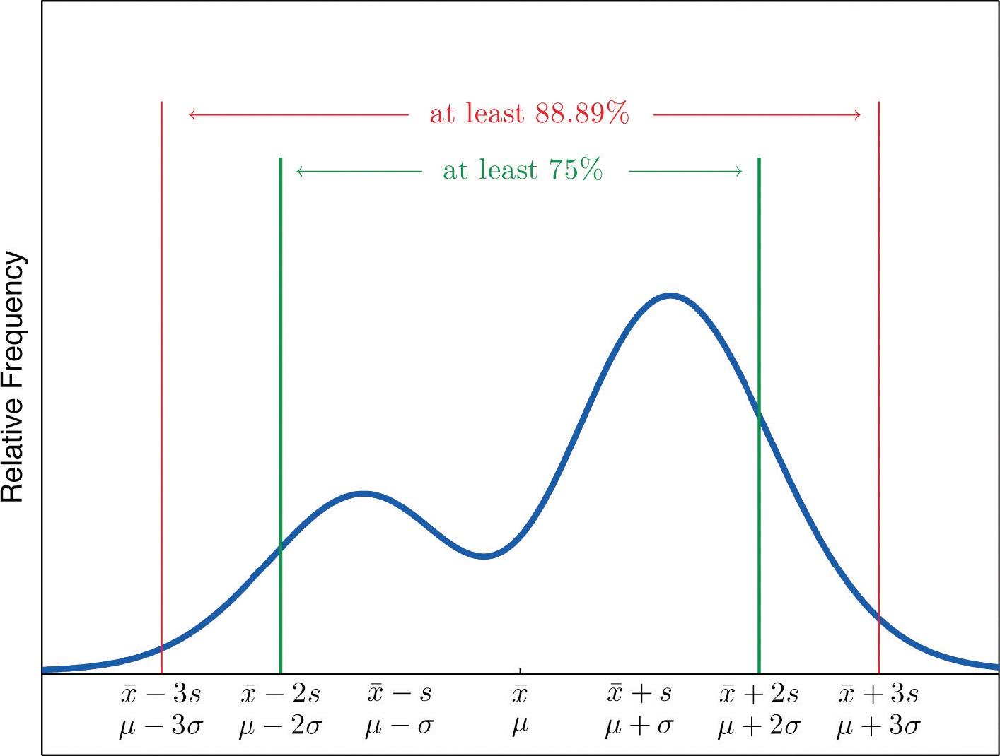 at least 88.89%
at least 75%
Relative Frequency
x̄ − 3s x̄ − 2s x̄ − s x̄ x̄ + s x̄ + 2s x̄ + 3s
μ − 3σ μ − 2σ μ − σ μ μ + σ μ + 2σ μ + 3σ